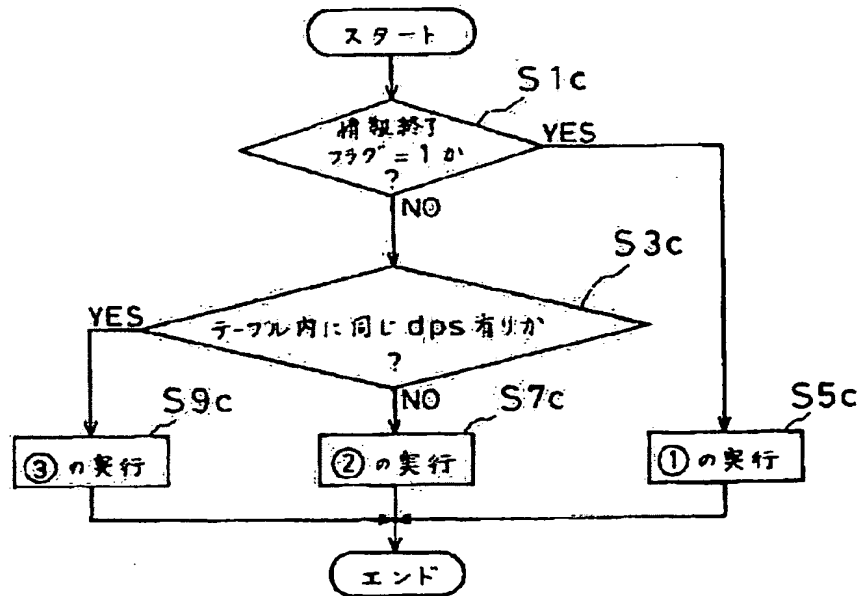 スタート
S1c
情報終了
フラグ=1か
?
YES
NO
S3c
YES
テーブル内に同じdps有りか
?
NO
S9c
S7c
S5c
③の実行
②の実行
①の実行
エンド